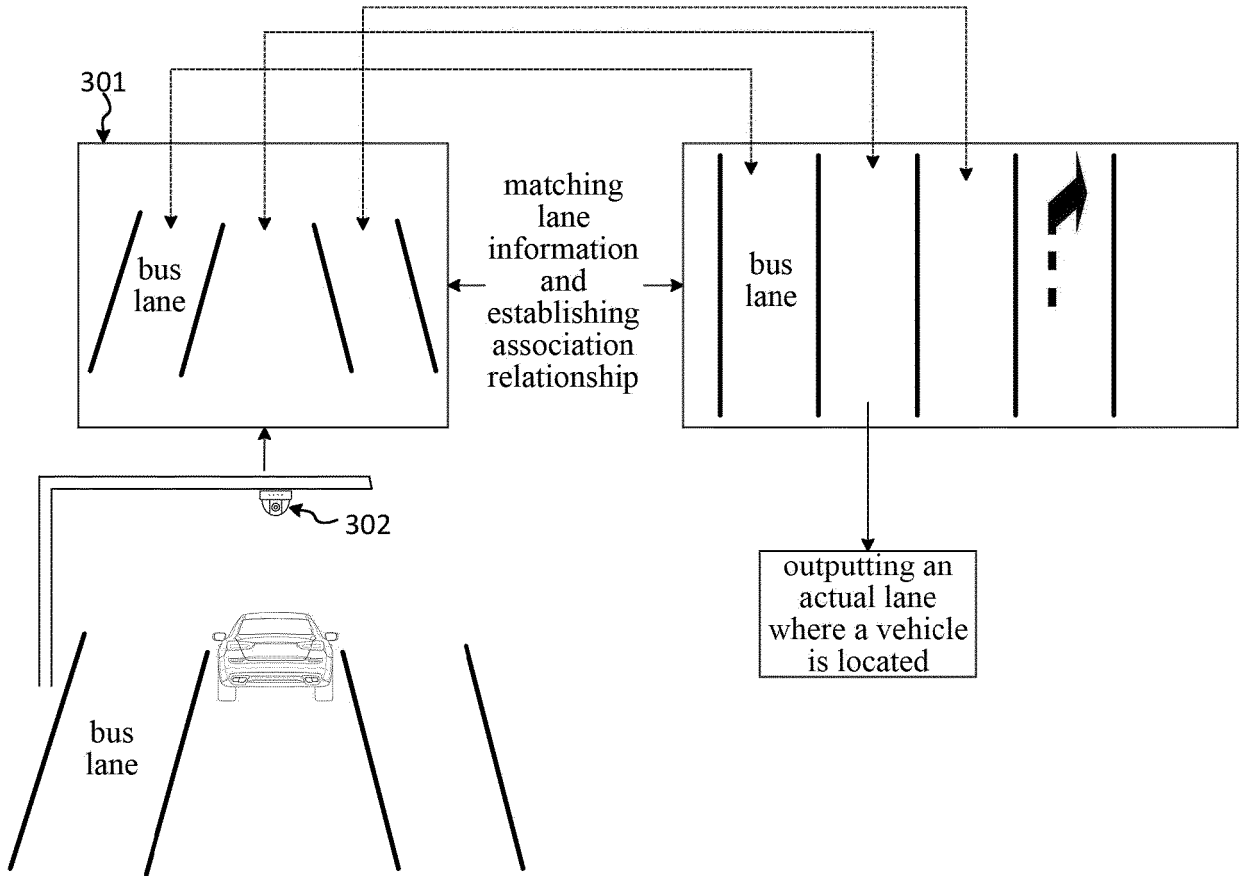 301
bus
lane
matching
lane
information
and
establishing
association
relationship
bus
lane
302
outputting an
actual lane
where a vehicle
is located
bus
lane